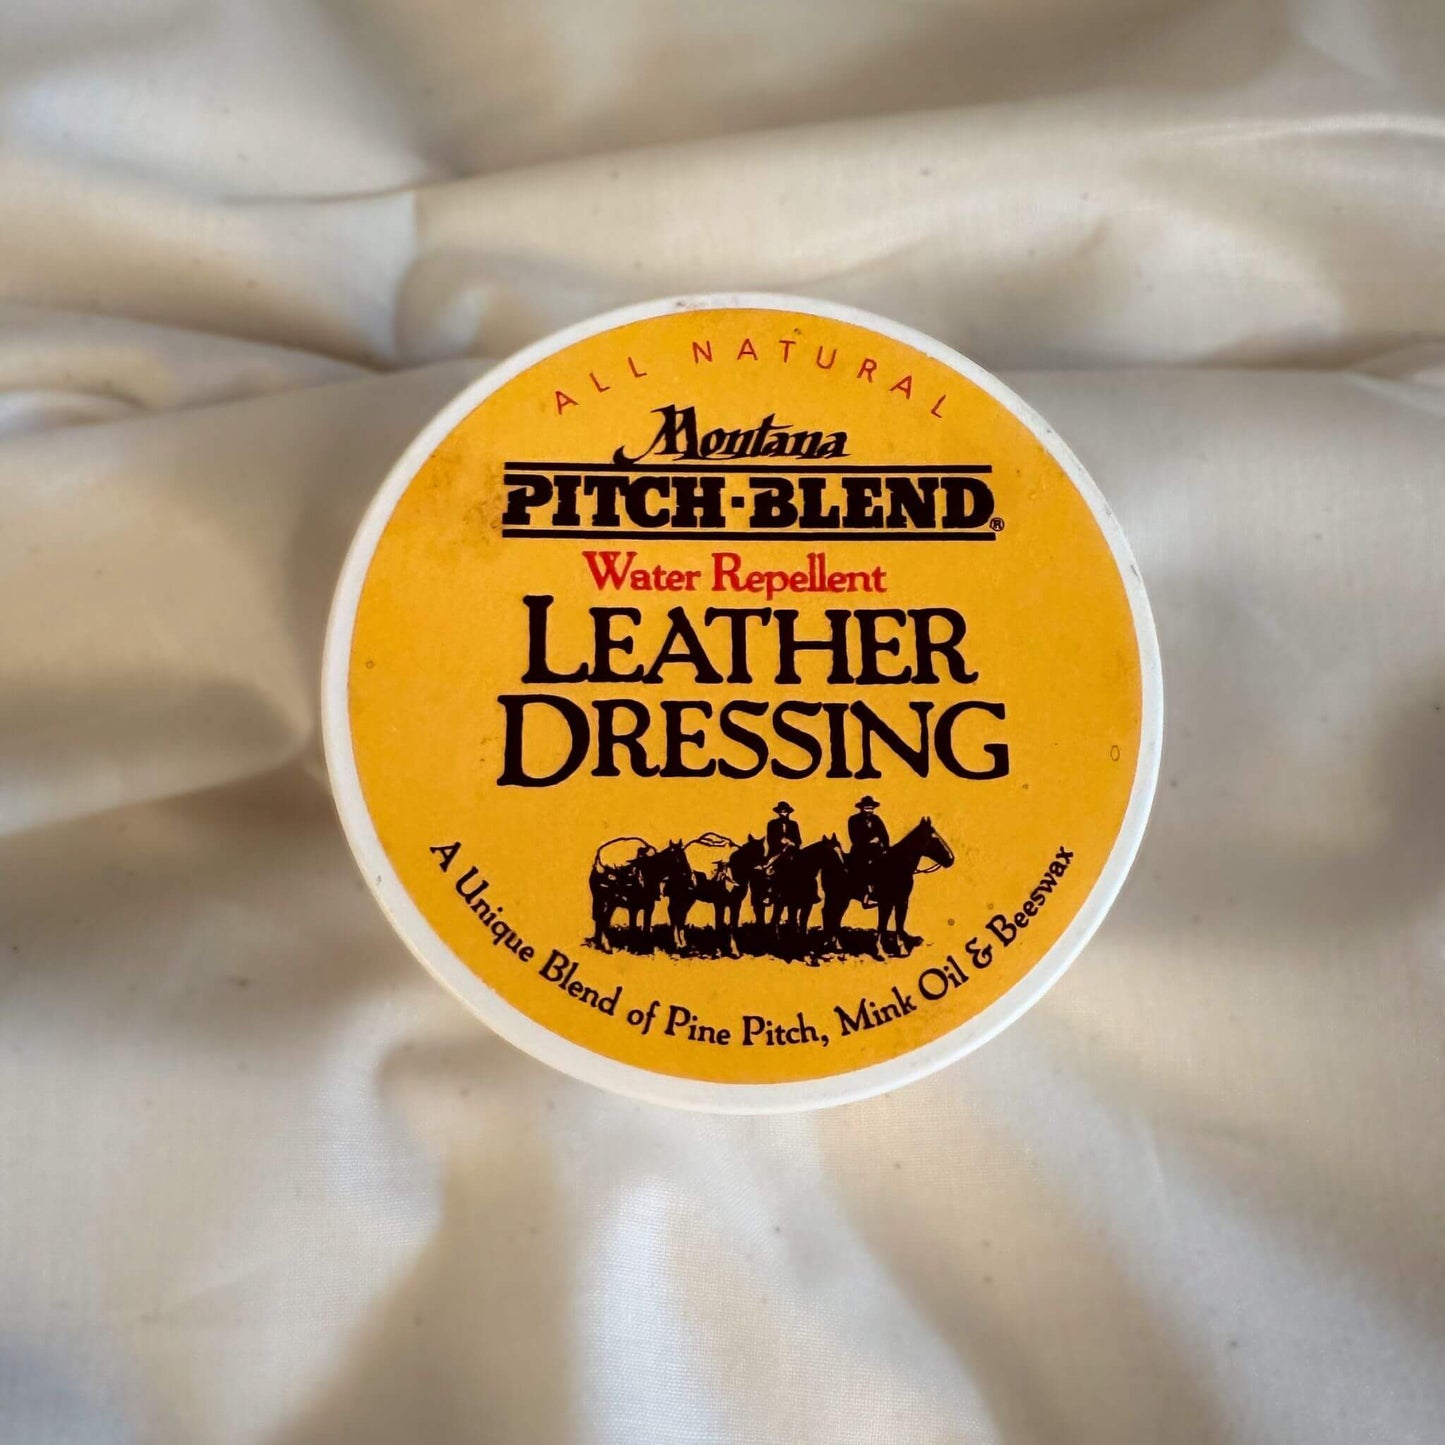 ALL NATURAL
Montana
PITCH-BLEND®
Water Repellent
LEATHER
DRESSING
A Unique Blend of Pine Pitch, Mink Oil & Beeswax